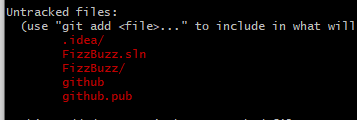 Untracked files:
(use "git add <file>..." to include in what will
.idea/
FizzBuzz.sln
FizzBuzz/
github
github.pub